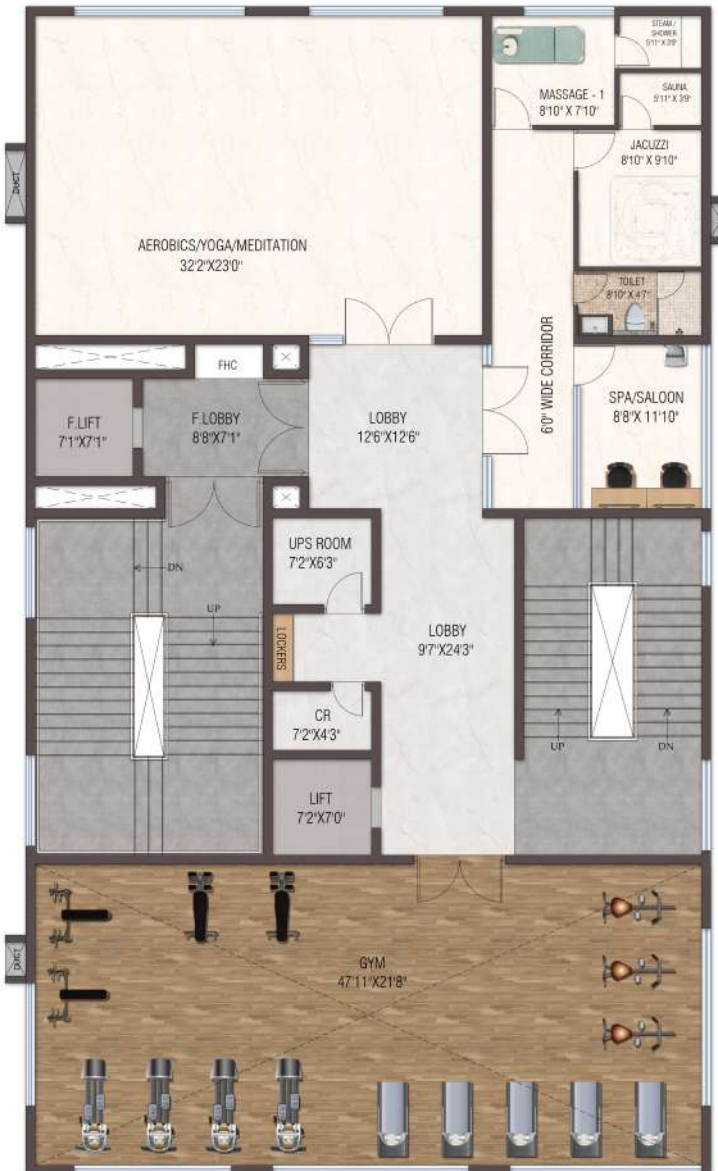 STEAM/
SHOWER
5'11" X 3'9"
MASSAGE - 1
8'10" X 7'10"
SAUNA
5'11" X 3'9"
JACUZZI
8'10" X 9'10"
DUCT
AEROBICS/YOGA/MEDITATION
32'2"X23'0"
TOILET
8'10" X 4'7"
FHC
6'0" WIDE CORRIDOR
SPA/SALOON
8'8"X 11'10"
F.LIFT
7'1"X7'1"
F.LOBBY
8'8"X7'1"
LOBBY
12'6"X12'6"
UPS ROOM
7'2"X6'3"
DN
UP
LOCKERS
LOBBY
9'7"X24'3"
CR
7'2"X4'3"
UP
DN
LIFT
7'2"X7'0"
DUCT
GYM
47'11"X21'8"